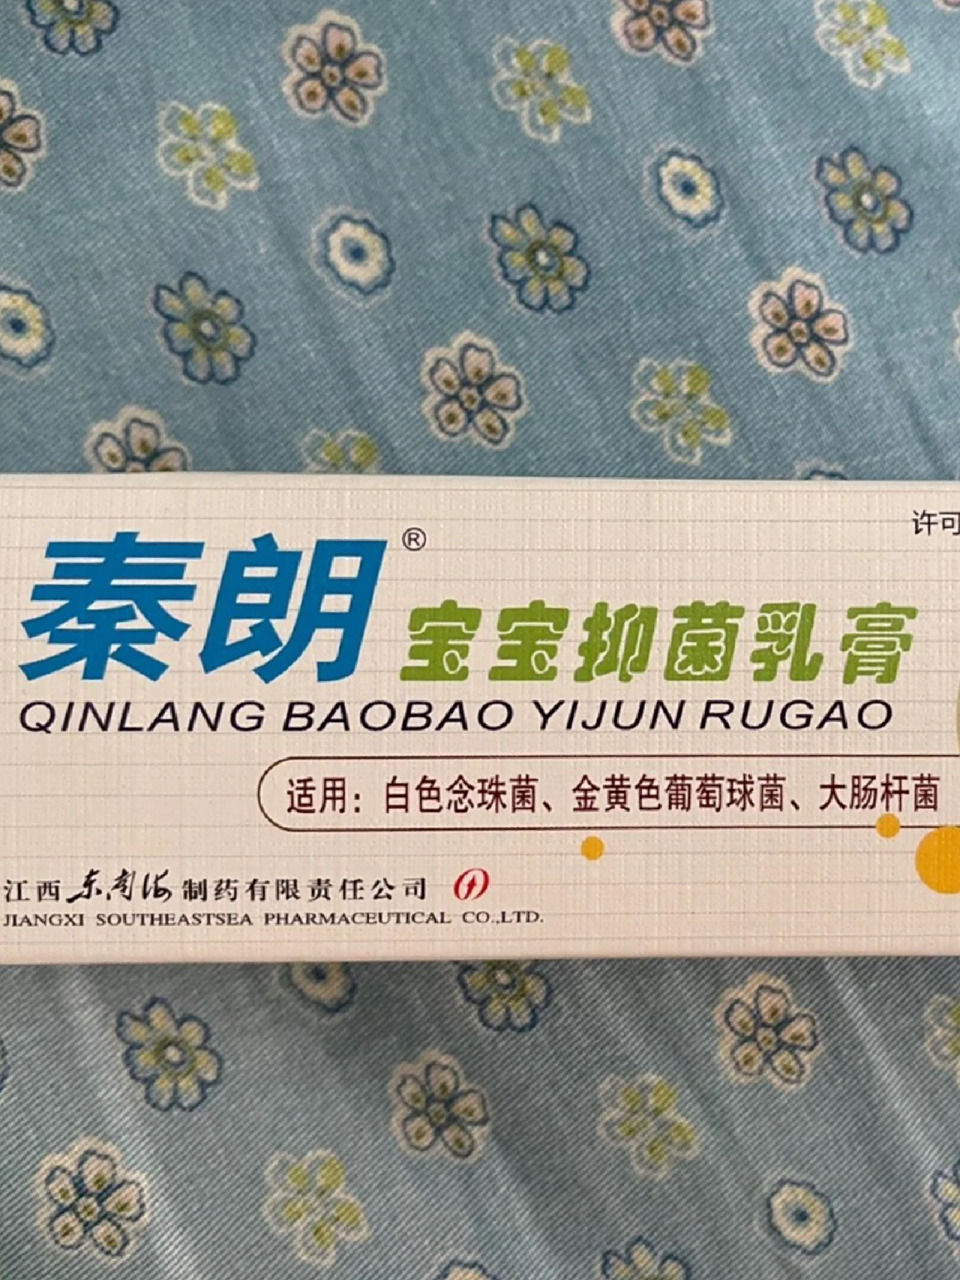 许可
秦朗®
宝宝抑菌乳膏
QINLANG BAOBAO YIJUN RUGAO
适用：白色念珠菌、金黄色葡萄球菌、大肠杆菌
江西东南海制药有限责任公司
JIANGXI SOUTHEASTSEA PHARMACEUTICAL CO.,LTD.